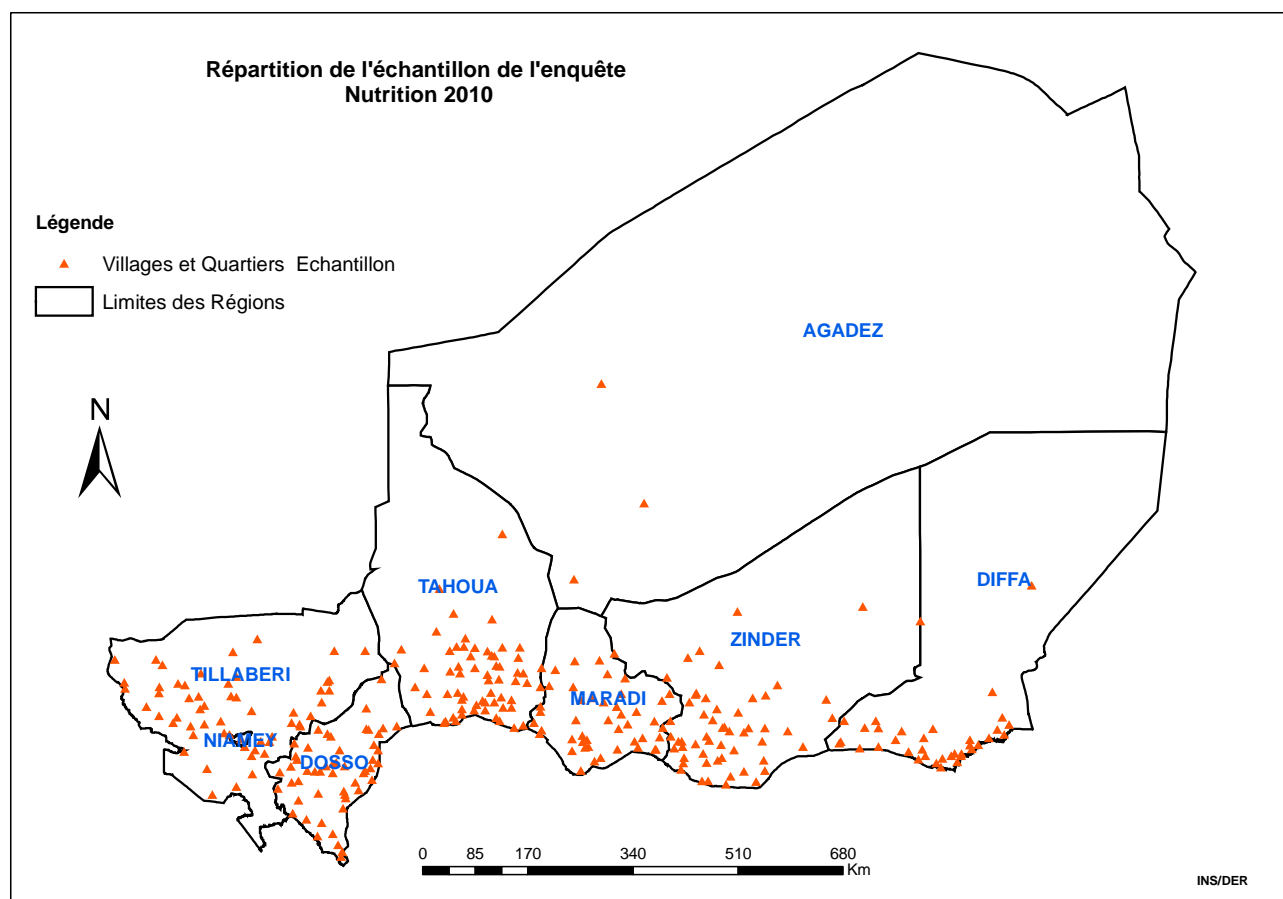 Répartition de l'échantillon de l'enquête
Nutrition 2010
Légende
Villages et Quartiers Echantillon
Limites des Régions
N
AGADEZ
TAHOUA
DIFFA
ZINDER
TILLABERI
MARADI
NIAMEY
DOSSO
0 85 170 340 510 680
Km
INS/DER